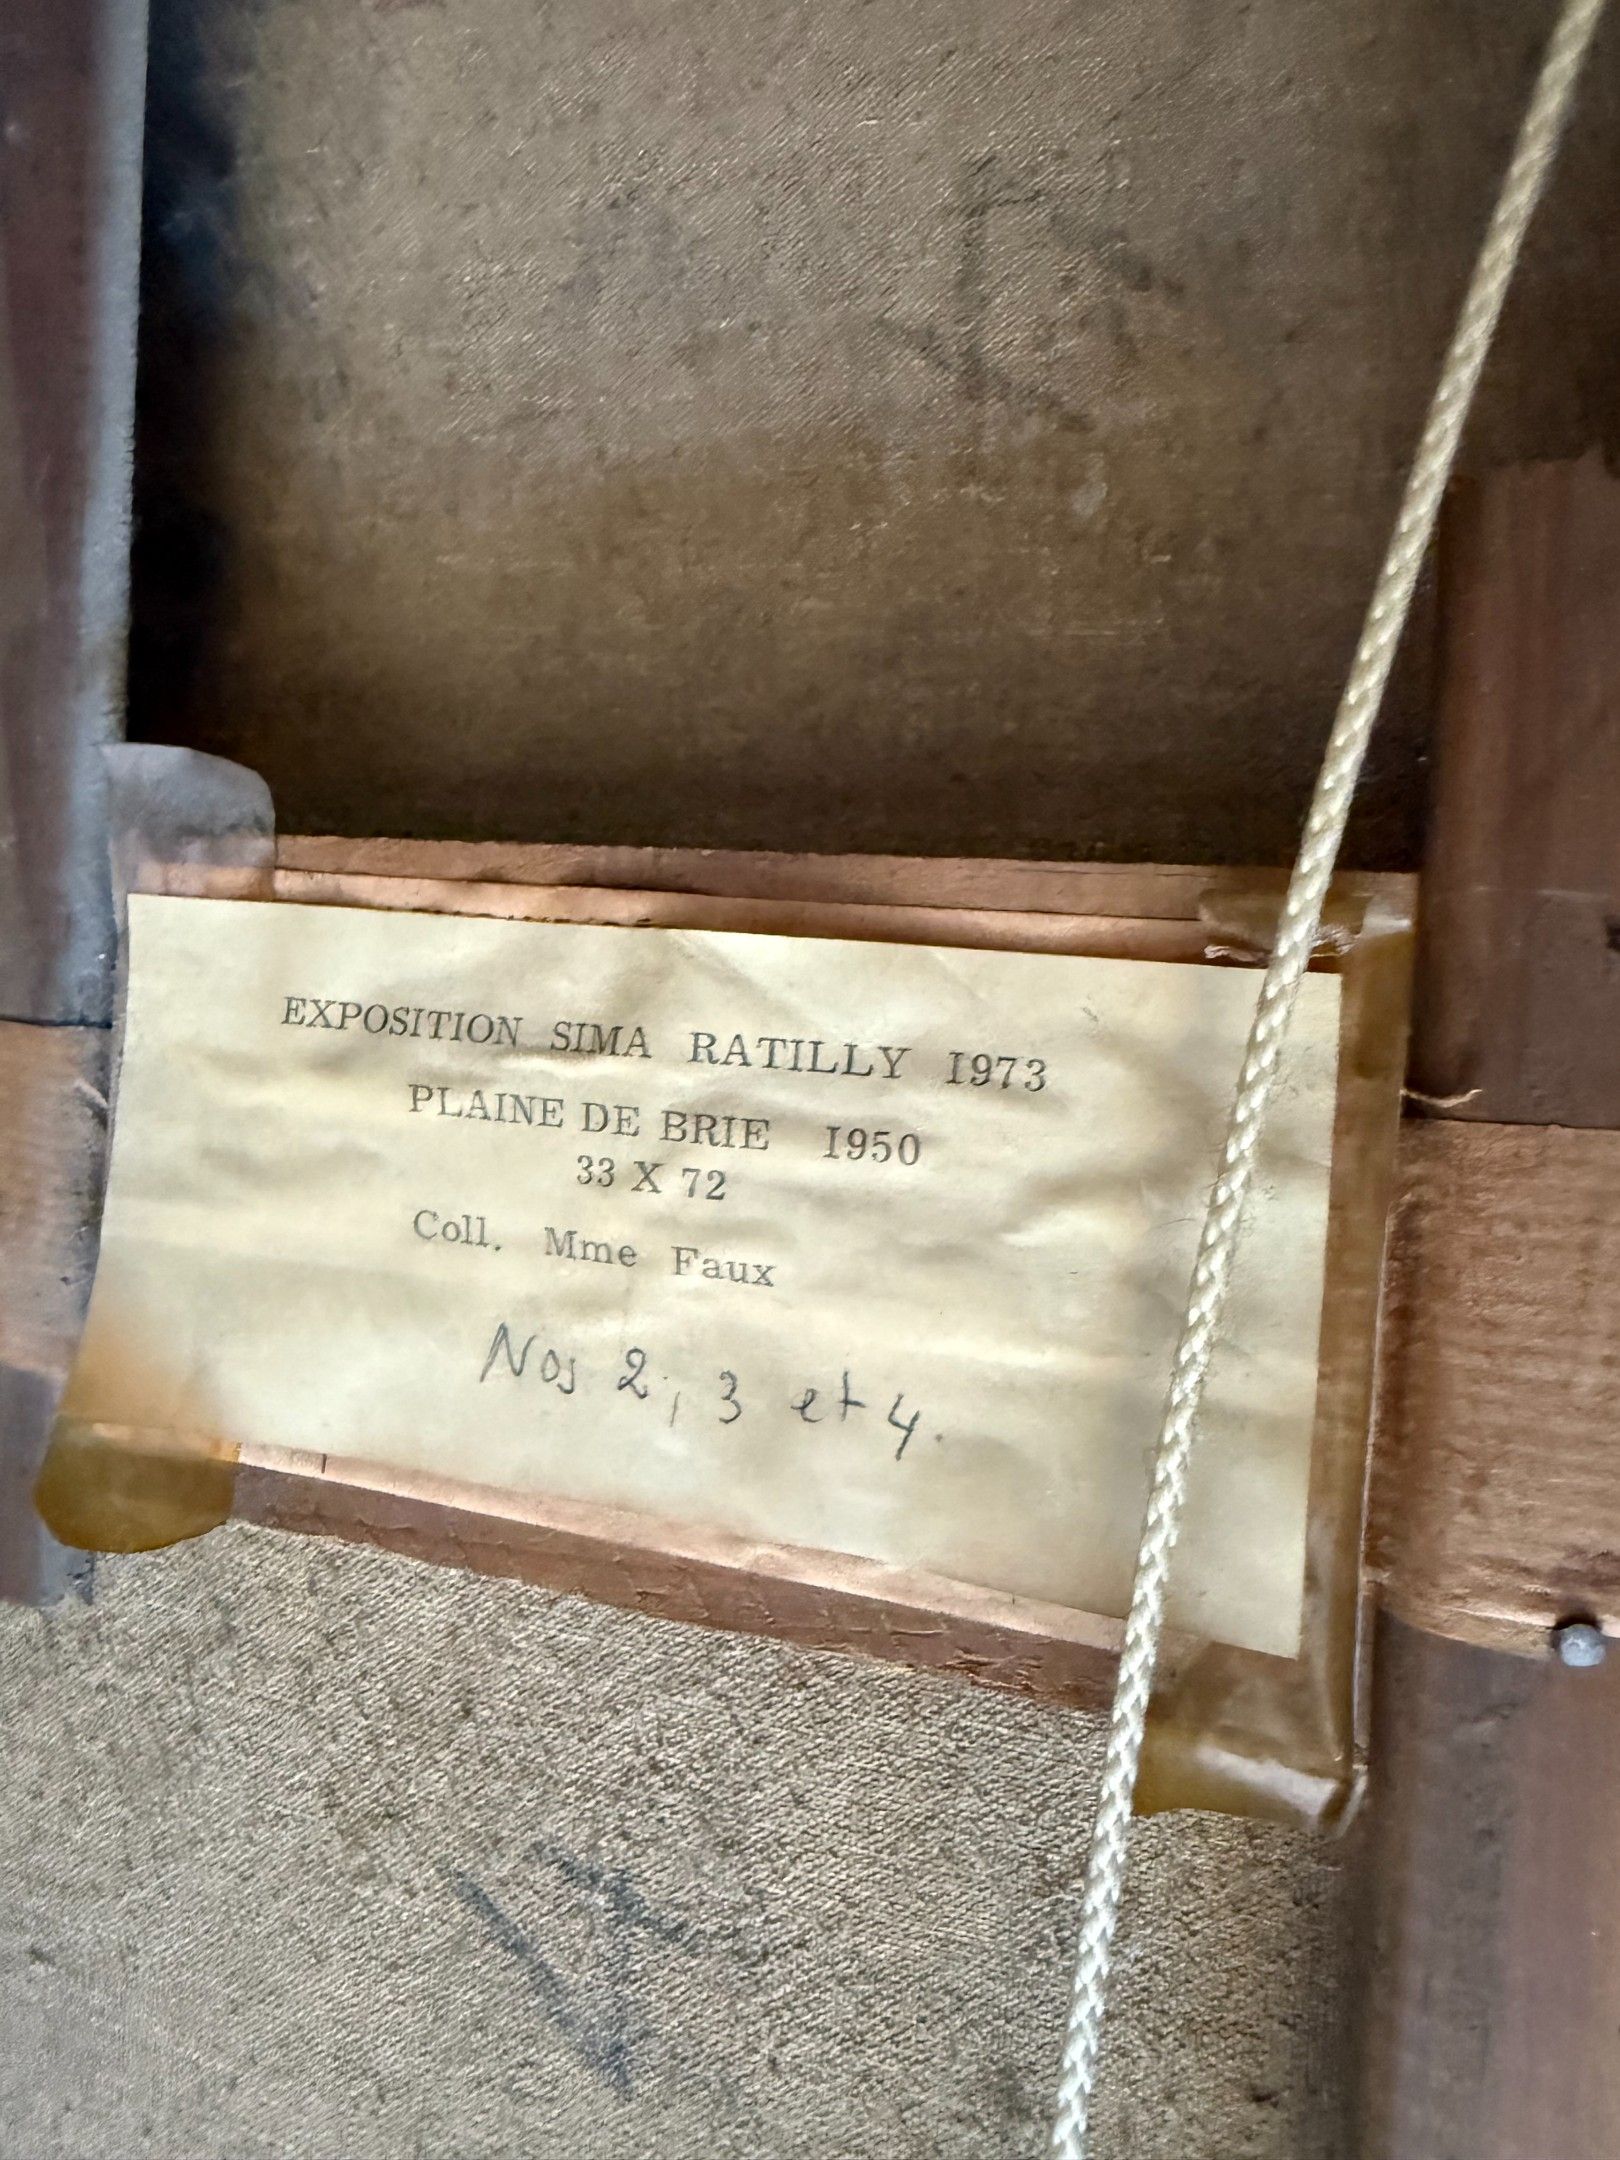 EXPOSITION SIMA RATILLY 1973
PLAINE DE BRIE 1950
33 X 72
Coll. Mme Faux
Nos 2, 3 et 4.